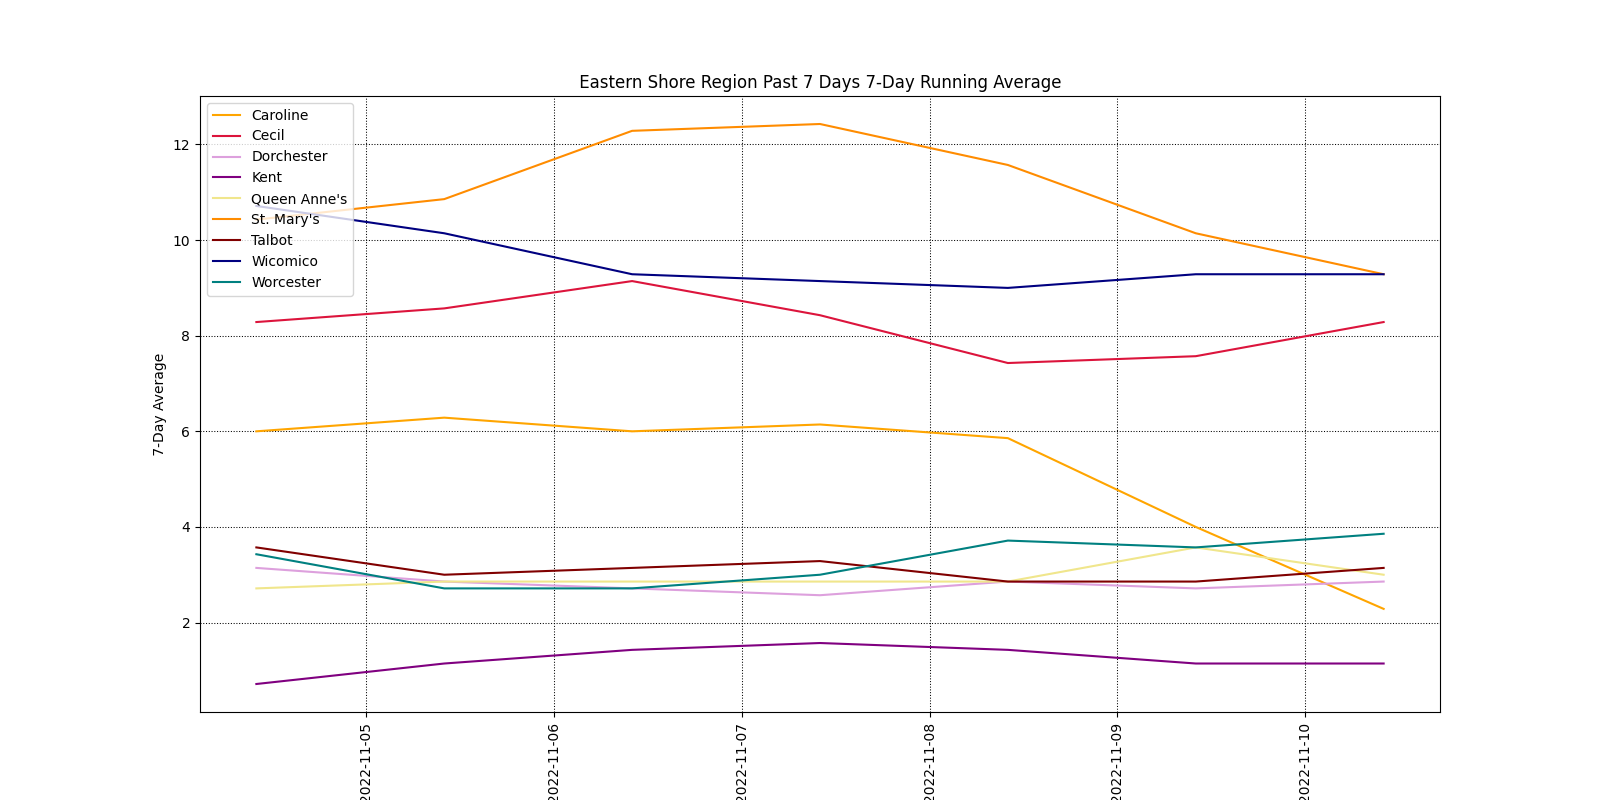 Eastern Shore Region Past 7 Days 7-Day Running Average
Caroline
Cecil
Dorchester
Kent
Queen Anne's
St. Mary's
Talbot
Wicomico
Worcester
12
10
8
6
4
2
7-Day Average
2022-11-05
2022-11-06
2022-11-07
2022-11-08
2022-11-09
2022-11-10